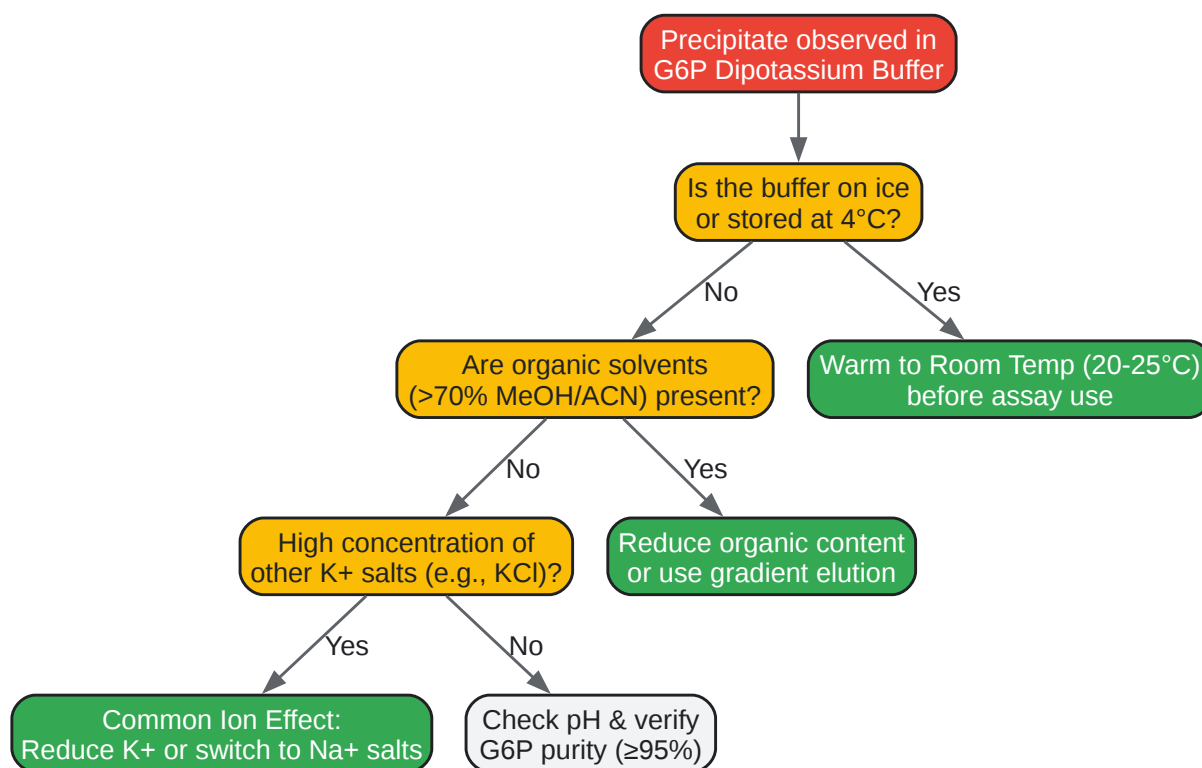 Precipitate observed in
G6P Dipotassium Buffer
Is the buffer on ice
or stored at 4°C?
No
Yes
Are organic solvents
(>70% MeOH/ACN) present?
Warm to Room Temp (20-25°C)
before assay use
No
Yes
High concentration of
other K+ salts (e.g., KCl)?
Reduce organic content
or use gradient elution
Yes
No
Common Ion Effect:
Reduce K+ or switch to Na+ salts
Check pH & verify
G6P purity (≥95%)